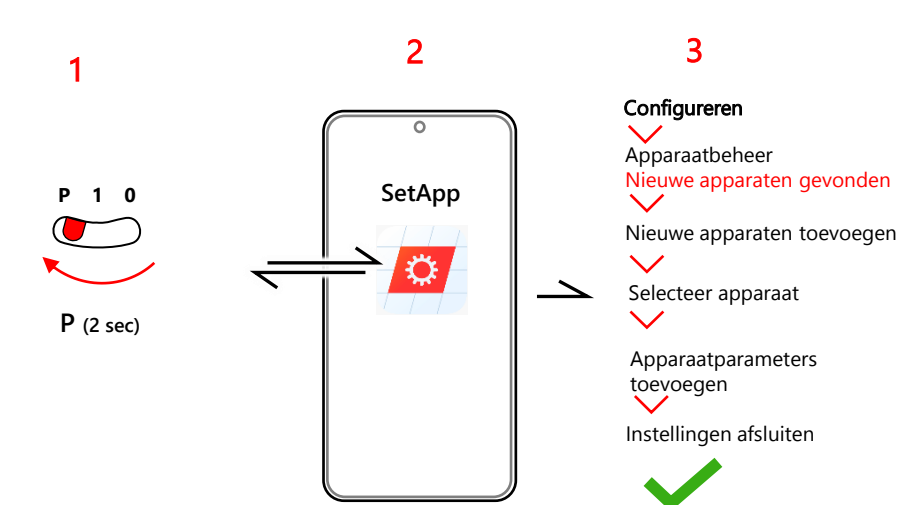 1
P 1 0
P (2 sec)
2
SetApp
3
Configureren
Apparaatbeheer
Nieuwe apparaten gevonden
Nieuwe apparaten toevoegen
Selecteer apparaat
Apparaatparameters
toevoegen
Instellingen afsluiten